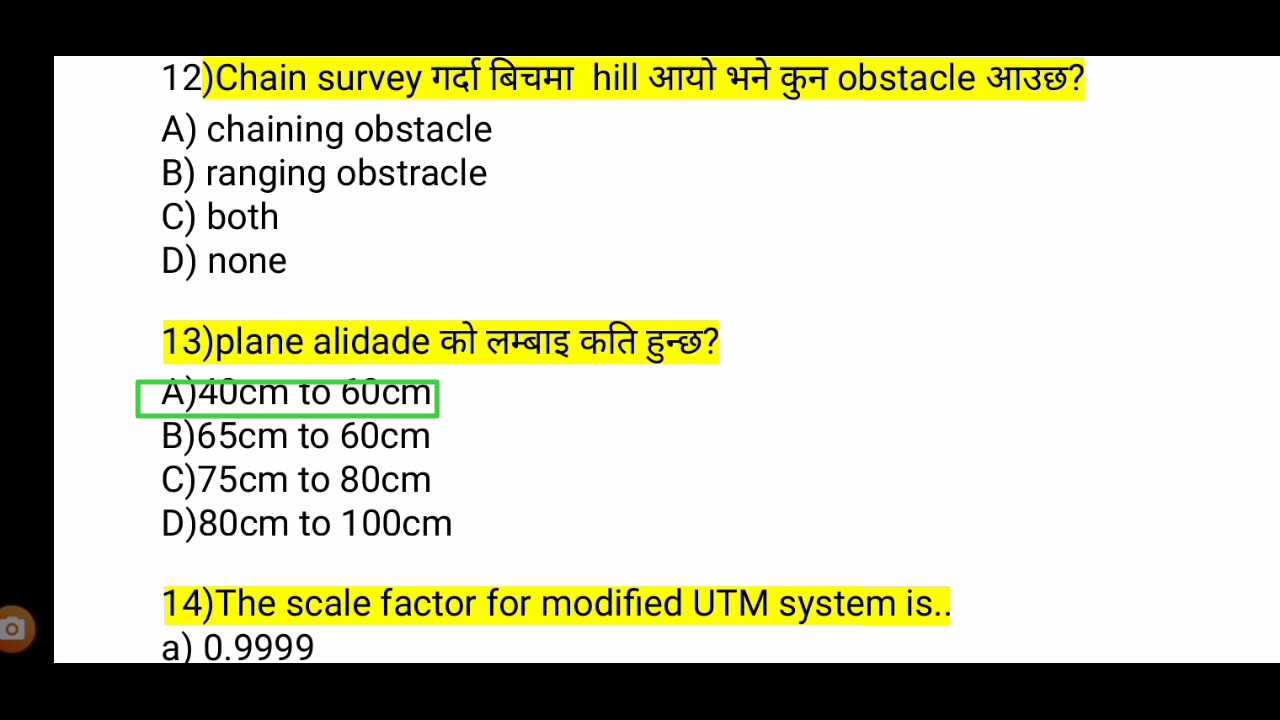 12)Chain survey गर्दा बिचमा hill आयो भने कुन obstacle आउछ?
A) chaining obstacle
B) ranging obstracle
C) both
D) none
13)plane alidade को लम्बाइ कति हुन्छ?
A)40cm to 60cm
B)65cm to 60cm
C)75cm to 80cm
D)80cm to 100cm
14)The scale factor for modified UTM system is..
a) 0.9999